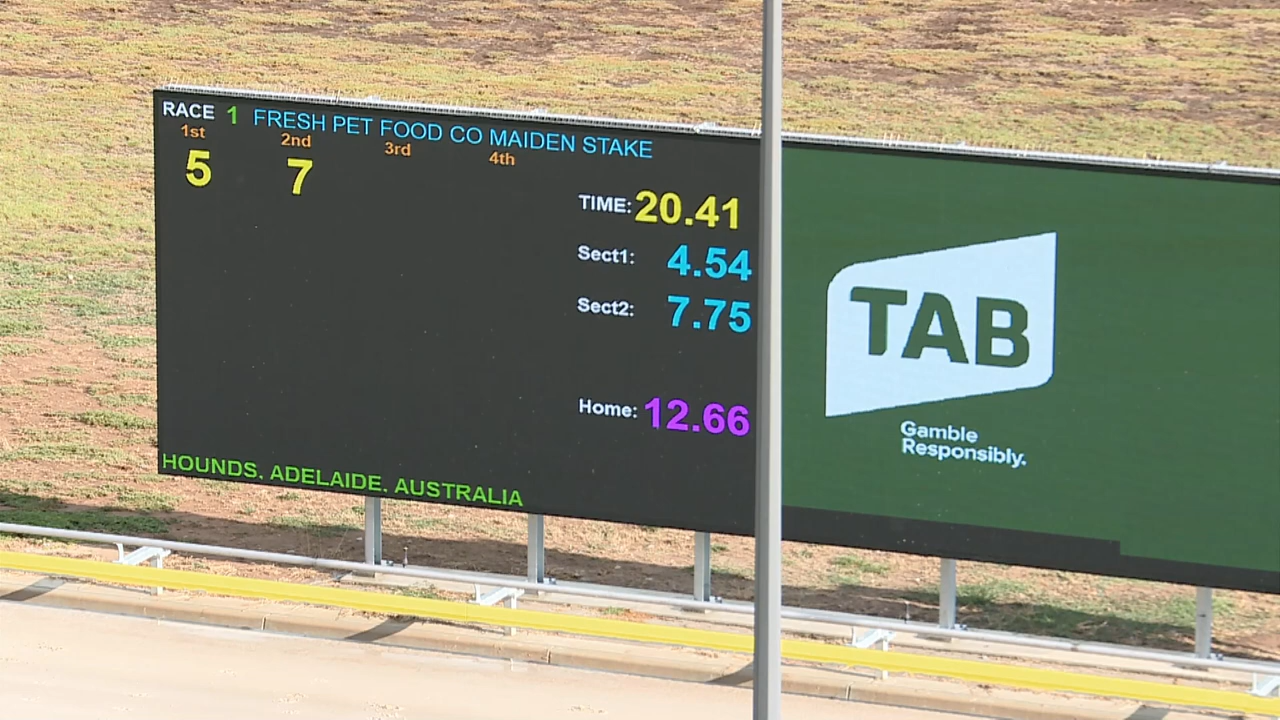 RACE 1 FRESH PET FOOD CO MAIDEN STAKE
1st 2nd 3rd 4th
5 7
TIME: 20.41
Sect1: 4.54
Sect2: 7.75
Home: 12.66
HOUNDS. ADELAIDE. AUSTRALIA
TAB
Gamble
Responsibly.